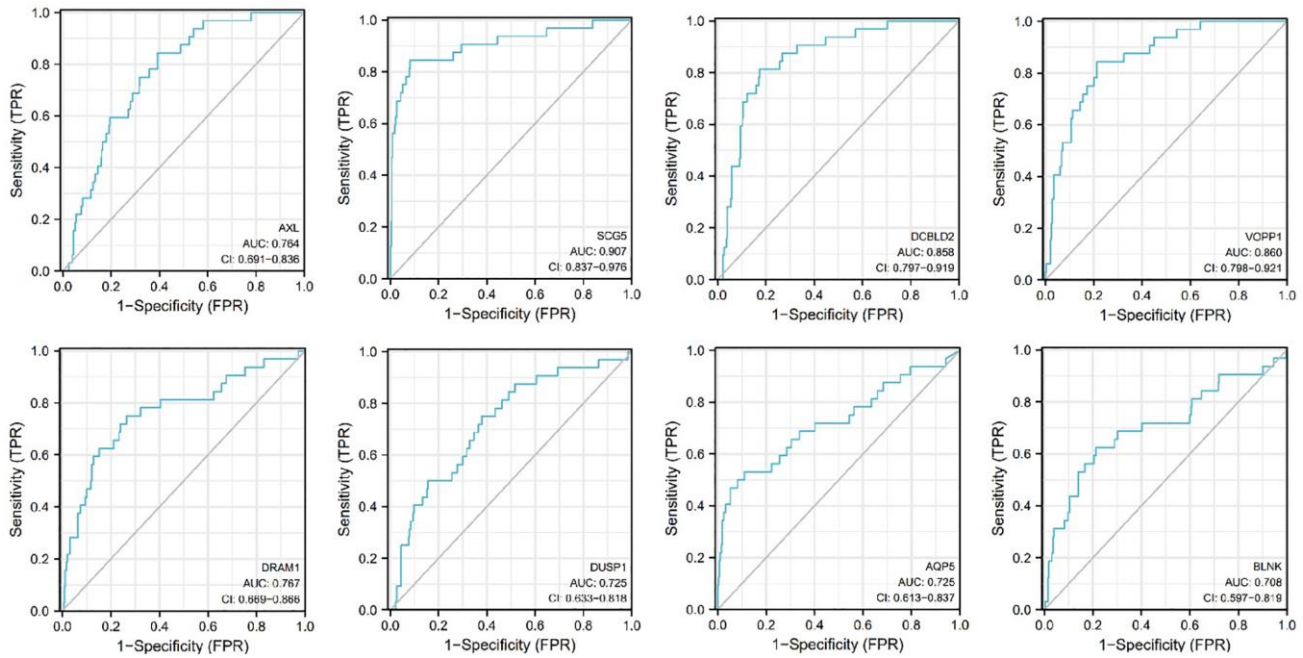 Sensitivity (TPR)
1.0
0.8
0.6
0.4
0.2
0.0
AXL
AUC: 0.764
CI: 0.691−0.836
0.0 0.2 0.4 0.6 0.8 1.0
1−Specificity (FPR)
Sensitivity (TPR)
1.0
0.8
0.6
0.4
0.2
0.0
SCG5
AUC: 0.907
CI: 0.837−0.976
0.0 0.2 0.4 0.6 0.8 1.0
1−Specificity (FPR)
Sensitivity (TPR)
1.0
0.8
0.6
0.4
0.2
0.0
DCBLD2
AUC: 0.858
CI: 0.797−0.919
0.0 0.2 0.4 0.6 0.8 1.0
1−Specificity (FPR)
Sensitivity (TPR)
1.0
0.8
0.6
0.4
0.2
0.0
VOPP1
AUC: 0.860
CI: 0.798−0.921
0.0 0.2 0.4 0.6 0.8 1.0
1−Specificity (FPR)
Sensitivity (TPR)
1.0
0.8
0.6
0.4
0.2
0.0
DRAM1
AUC: 0.767
CI: 0.669−0.866
0.0 0.2 0.4 0.6 0.8 1.0
1−Specificity (FPR)
Sensitivity (TPR)
1.0
0.8
0.6
0.4
0.2
0.0
DUSP1
AUC: 0.725
CI: 0.633−0.818
0.0 0.2 0.4 0.6 0.8 1.0
1−Specificity (FPR)
Sensitivity (TPR)
1.0
0.8
0.6
0.4
0.2
0.0
AQP5
AUC: 0.725
CI: 0.613−0.837
0.0 0.2 0.4 0.6 0.8 1.0
1−Specificity (FPR)
Sensitivity (TPR)
1.0
0.8
0.6
0.4
0.2
0.0
BLNK
AUC: 0.708
CI: 0.597−0.819
0.0 0.2 0.4 0.6 0.8 1.0
1−Specificity (FPR)